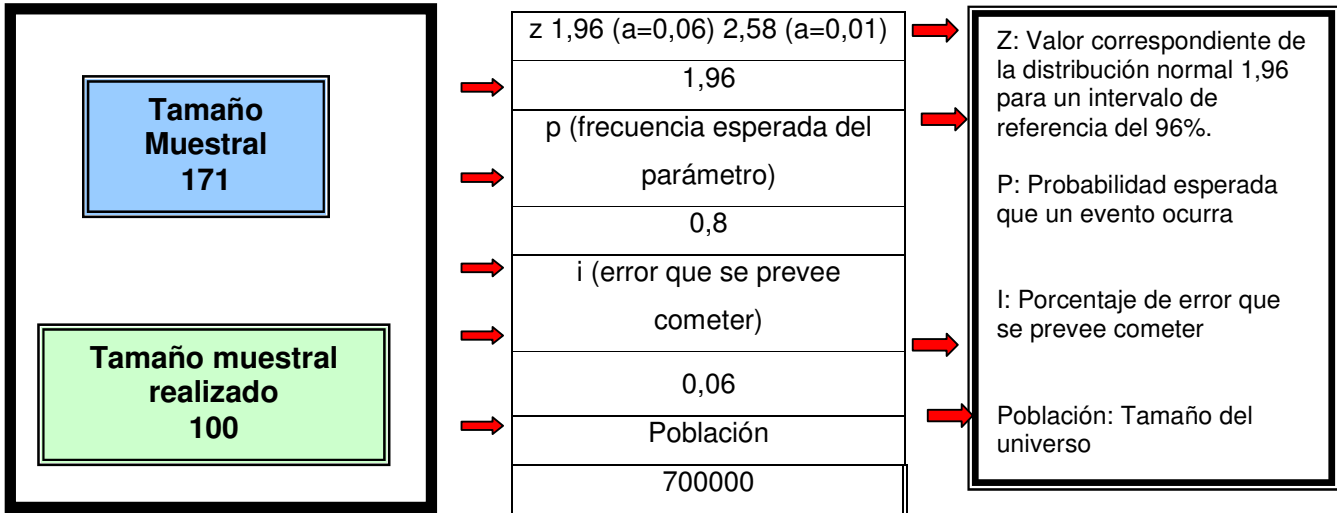 Tamaño
Muestral
171
Tamaño muestral
realizado
100
z 1,96 (a=0,06) 2,58 (a=0,01)
1,96
p (frecuencia esperada del
parámetro)
0,8
i (error que se prevee
cometer)
0,06
Población
700000
Z: Valor correspondiente de
la distribución normal 1,96
para un intervalo de
referencia del 96%.
P: Probabilidad esperada
que un evento ocurra
I: Porcentaje de error que
se prevee cometer
Población: Tamaño del
universo